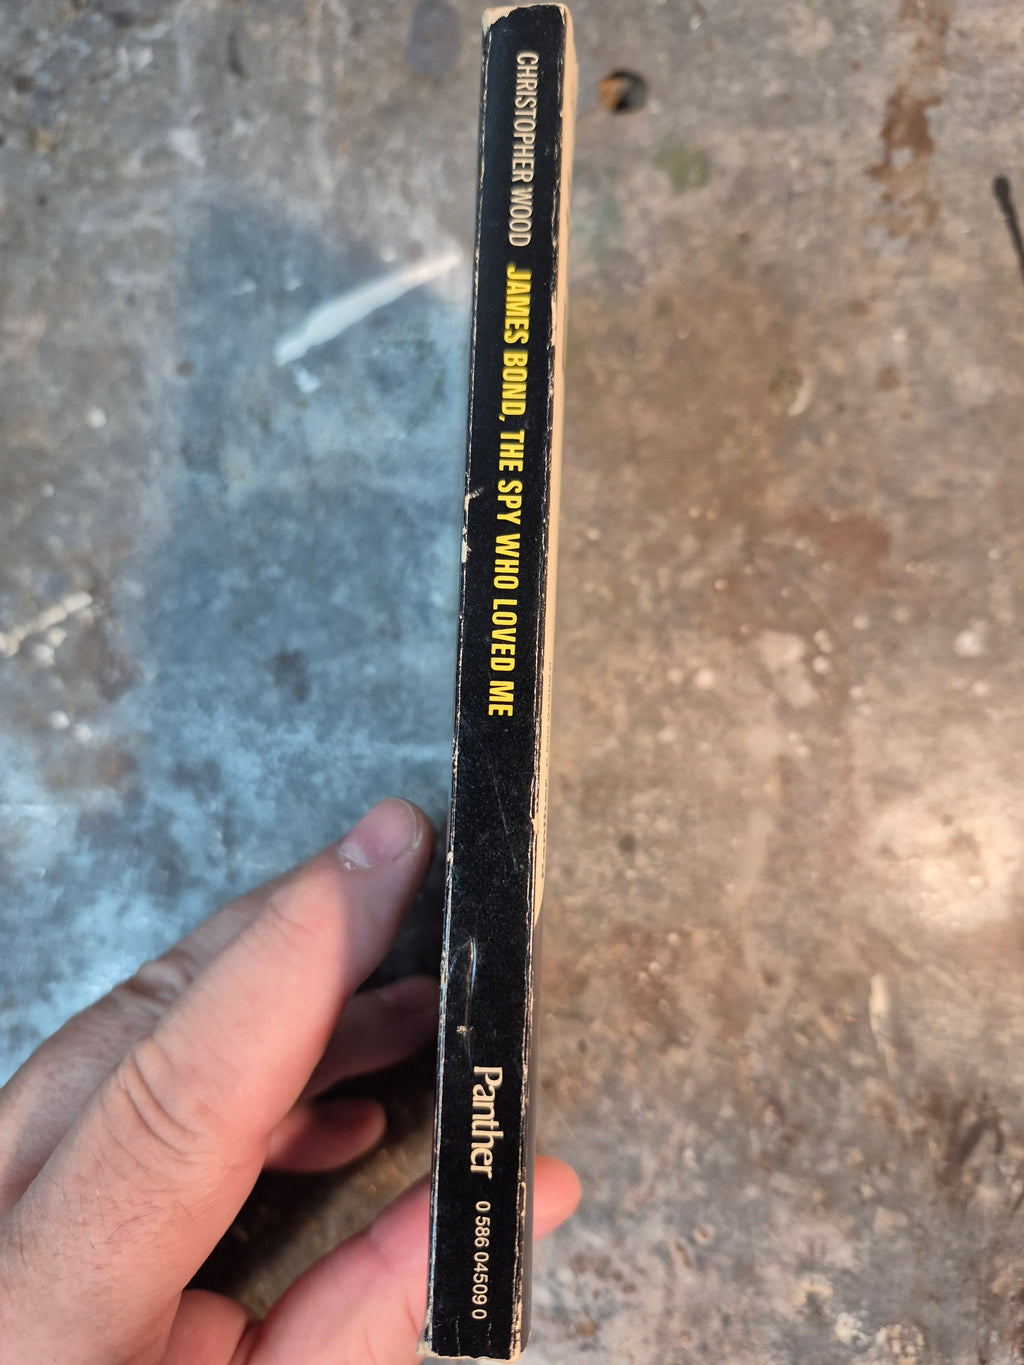 CHRISTOPHER WOOD JAMES BOND, THE SPY WHO LOVED ME Panther 0 586 04509 0